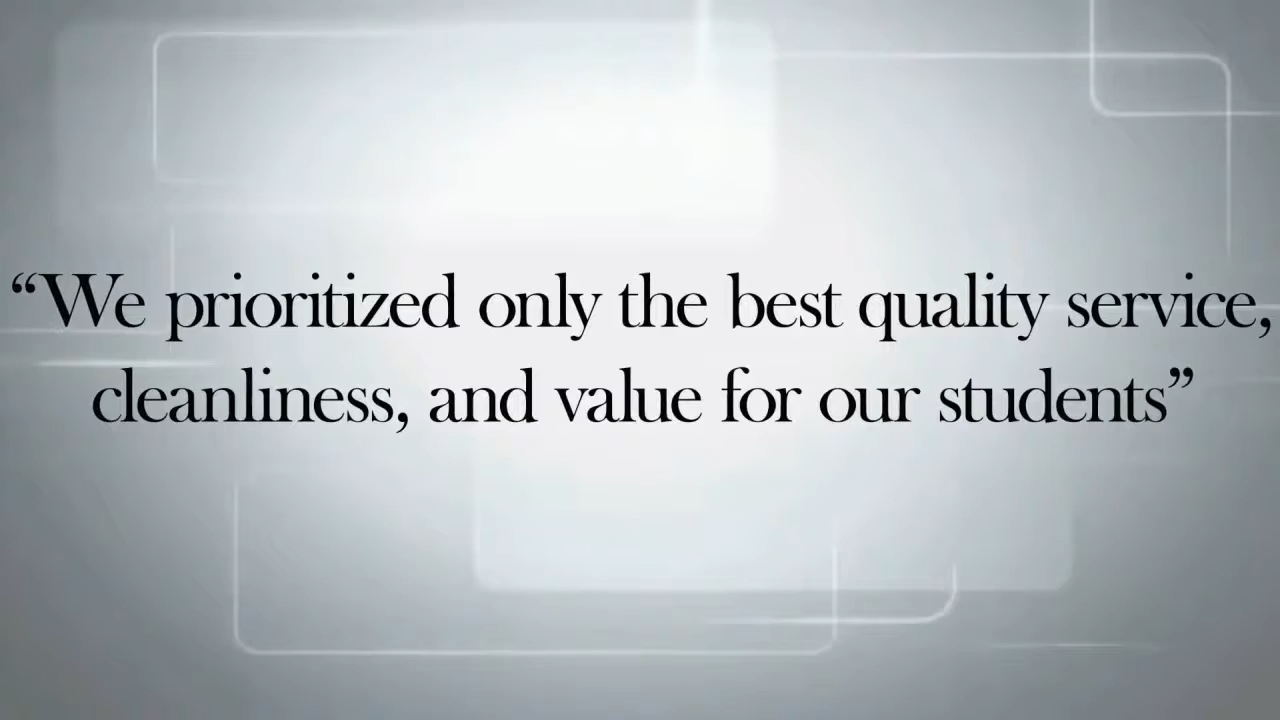 “We prioritized only the best quality service,
cleanliness, and value for our students”